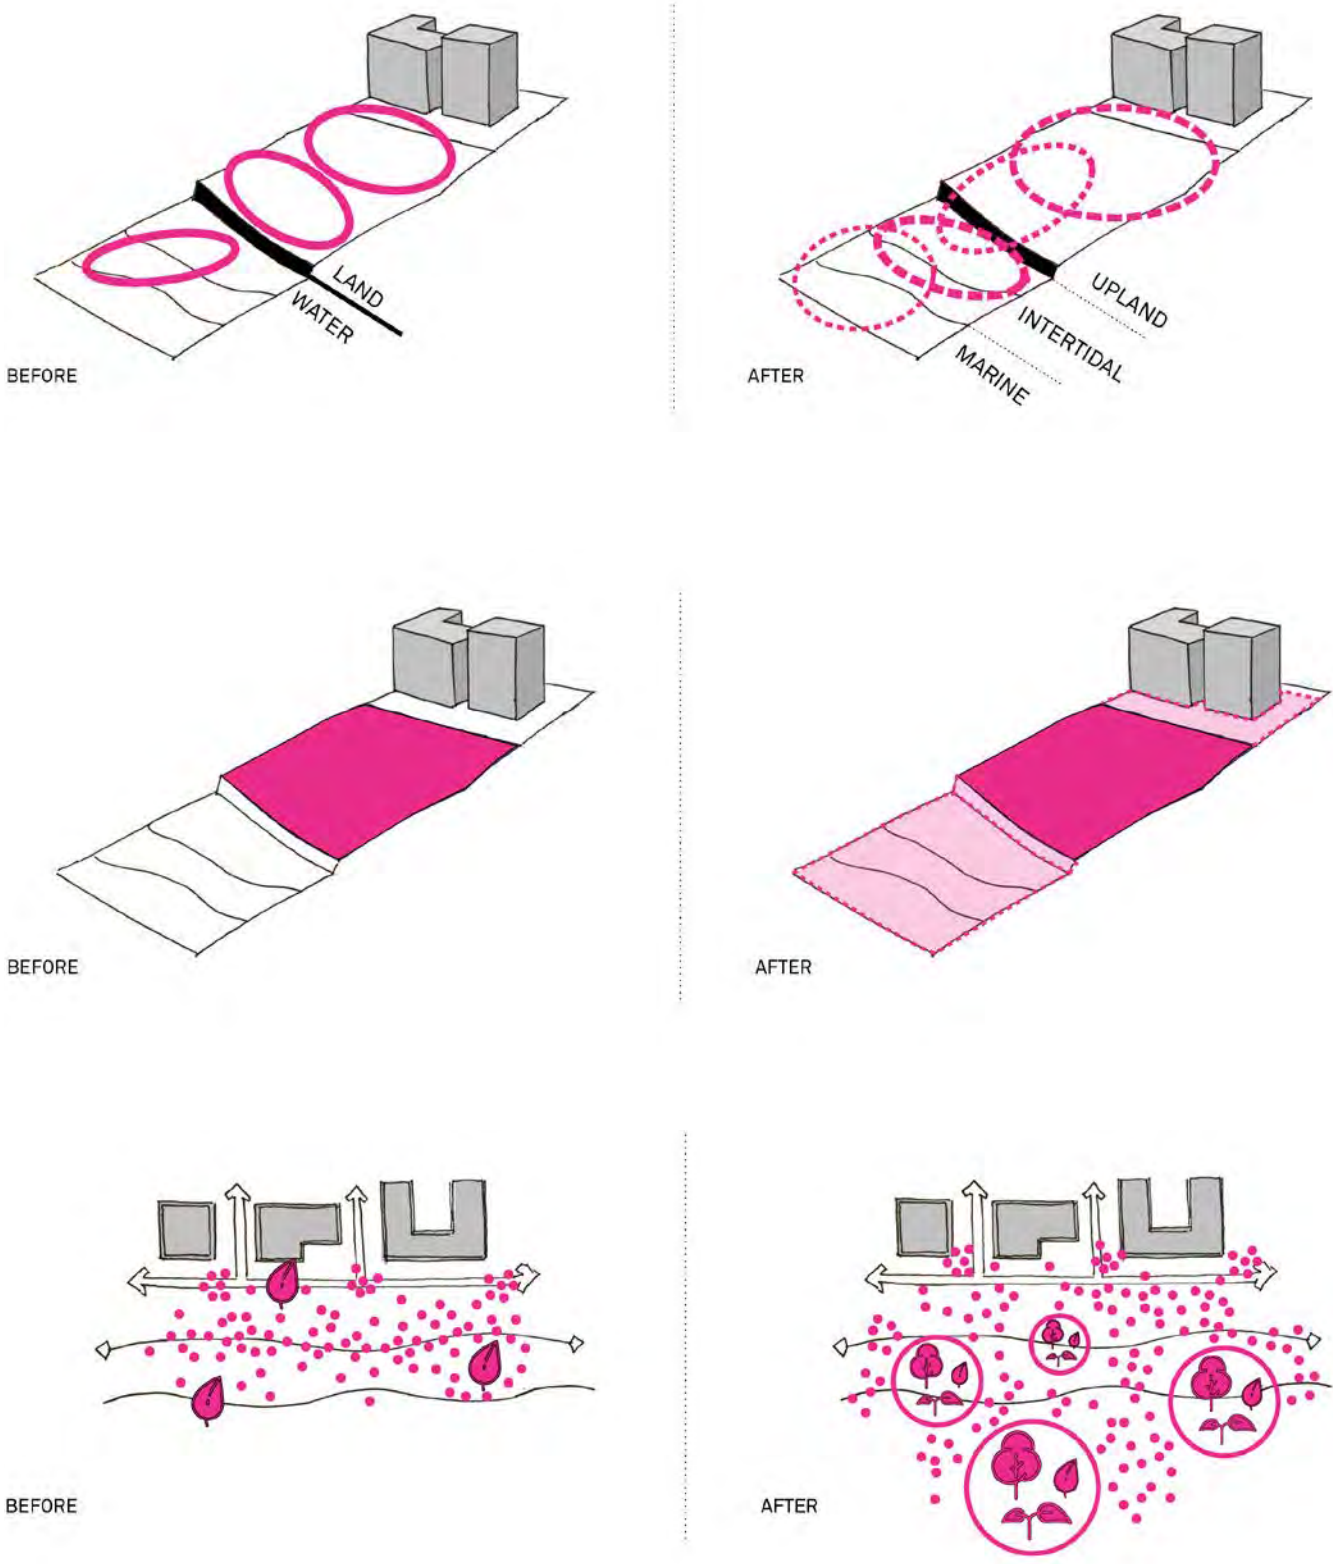 LAND
WATER
BEFORE
UPLAND
INTERTIDAL
MARINE
AFTER
BEFORE
AFTER
BEFORE
AFTER